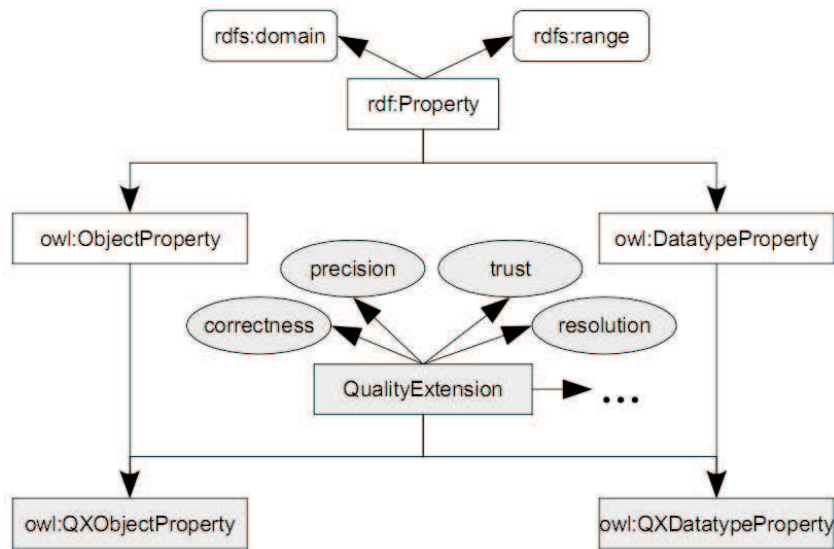 rdfs:domain
rdfs:range
rdf:Property
owl:ObjectProperty
owl:DatatypeProperty
precision
trust
correctness
resolution
QualityExtension
...
owl:QXObjectProperty
owl:QXDatatypeProperty